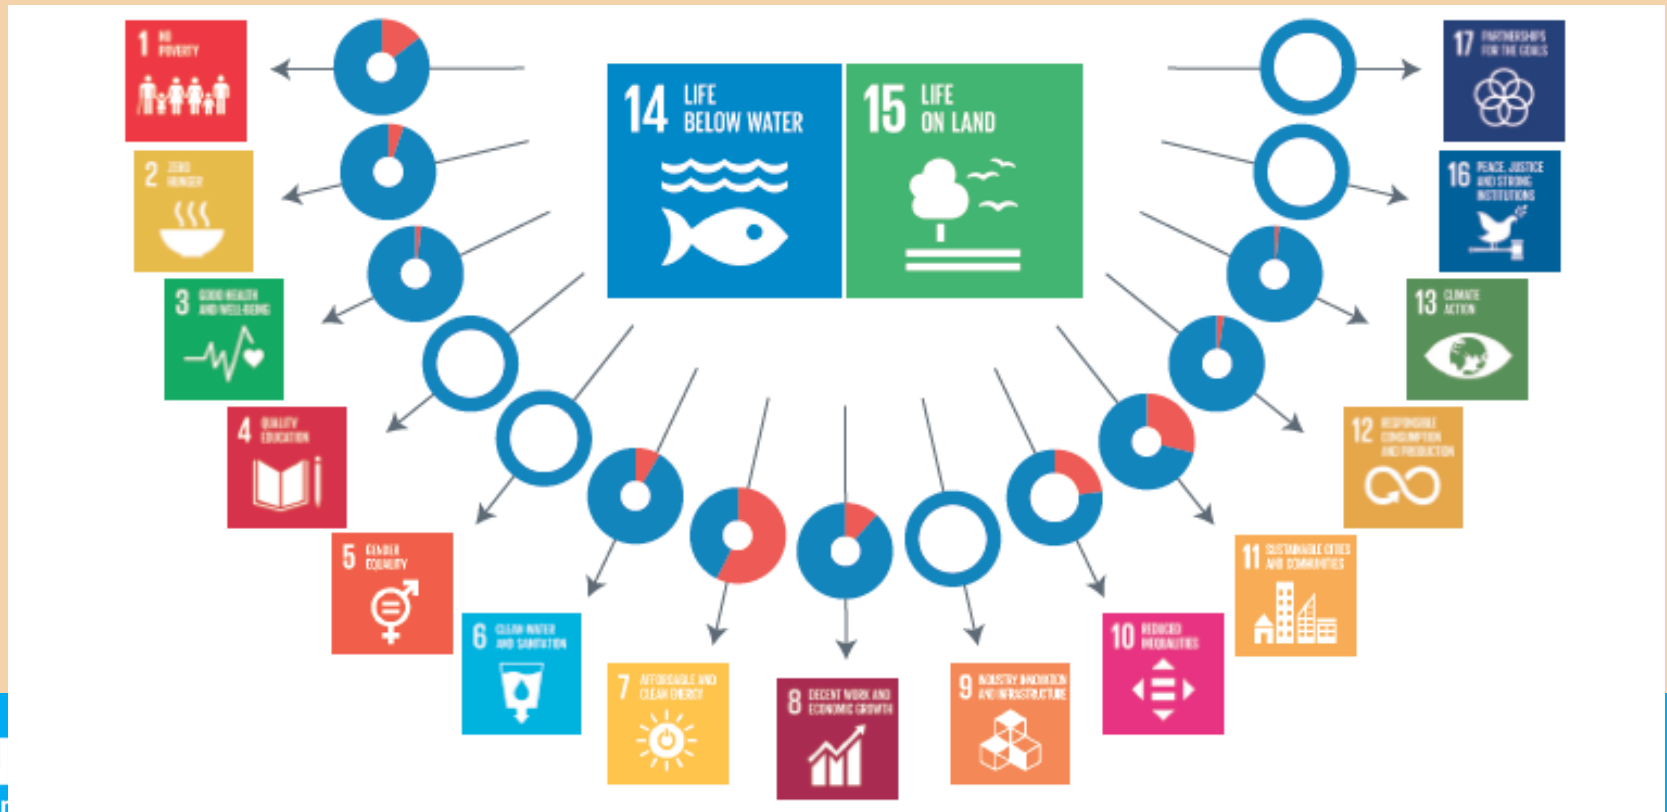 1 NO
POVERTY
2 ZERO
HUNGER
3 GOOD HEALTH
AND WELL-BEING
4 QUALITY
EDUCATION
5 GENDER
EQUALITY
6 CLEAN WATER
AND SANITATION
7 AFFORDABLE AND
CLEAN ENERGY
8 DECENT WORK AND
ECONOMIC GROWTH
9 INDUSTRY INNOVATION
AND INFRASTRUCTURE
10 REDUCED
INEQUALITIES
11 SUSTAINABLE CITIES
AND COMMUNITIES
12 RESPONSIBLE
CONSUMPTION
AND PRODUCTION
13 CLIMATE
ACTION
14 LIFE
BELOW WATER
15 LIFE
ON LAND
16 PEACE, JUSTICE
AND STRONG
INSTITUTIONS
17 PARTNERSHIPS
FOR THE GOALS